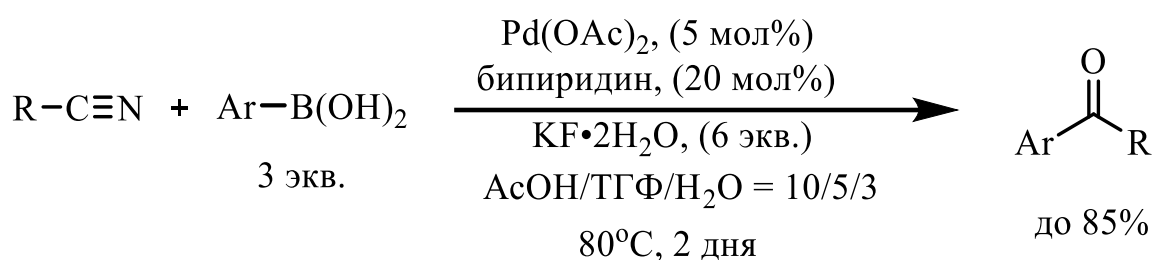 R–C≡N + Ar–B(OH)₂
3 экв.
Pd(OAc)₂, (5 мол%)
бипиридин, (20 мол%)
KF•2H₂O, (6 экв.)
AcOH/ТГФ/H₂O = 10/5/3
80°C, 2 дня
O
Ar R
до 85%